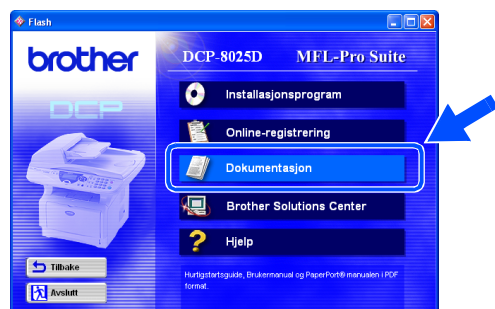 Flash
brother
DCP-8025D MFL-Pro Suite
DCP
Installasjonsprogram
Online-registrering
Dokumentasjon
Brother Solutions Center
Hjelp
Tilbake
Avslutt
Hurtigstartsguide, Brukermanual og PaperPort® manualen i PDF
format.